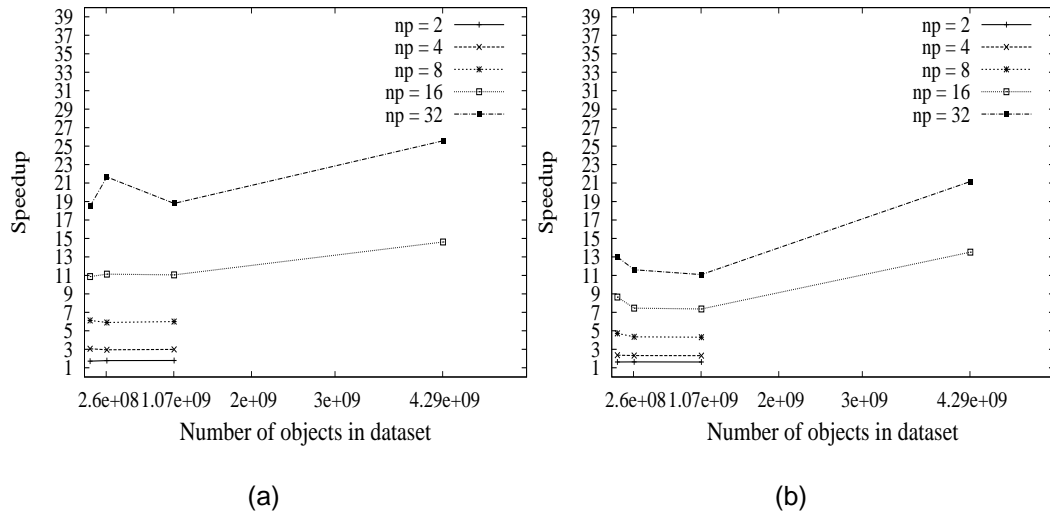 39
37
35
33
31
29
27
25
23
21
19
17
15
13
11
9
7
5
3
1
Speedup
np = 2
np = 4
np = 8
np = 16
np = 32
2.6e+08 1.07e+09 2e+09 3e+09 4.29e+09
Number of objects in dataset
(a)
39
37
35
33
31
29
27
25
23
21
19
17
15
13
11
9
7
5
3
1
Speedup
np = 2
np = 4
np = 8
np = 16
np = 32
2.6e+08 1.07e+09 2e+09 3e+09 4.29e+09
Number of objects in dataset
(b)